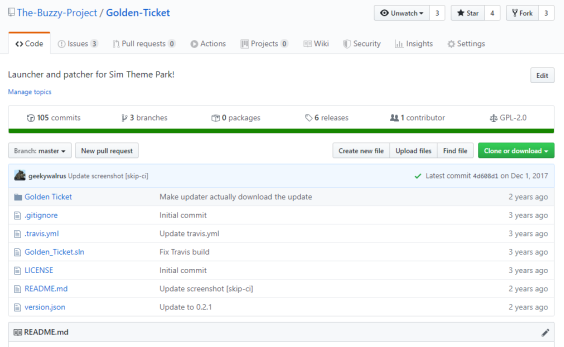 The-Buzzy-Project / Golden-Ticket
Unwatch 3 Star 4 Fork 3
Code Issues 3 Pull requests 0 Actions Projects 0 Wiki Security Insights Settings
Launcher and patcher for Sim Theme Park! Edit
Manage topics
105 commits 3 branches 0 packages 6 releases 1 contributor GPL-2.0
Branch: master New pull request Create new file Upload files Find file Clone or download
geekywalrus Update screenshot [skip-ci] Latest commit 4d608d1 on Dec 1, 2017
Golden Ticket Make updater actually download the update 2 years ago
.gitignore Initial commit 2 years ago
.travis.yml Update travis.yml 2 years ago
Golden_Ticket.sln Fix Travis build 2 years ago
LICENSE Initial commit 2 years ago
README.md Update screenshot [skip-ci] 2 years ago
version.json Update to 0.2.1 2 years ago
README.md